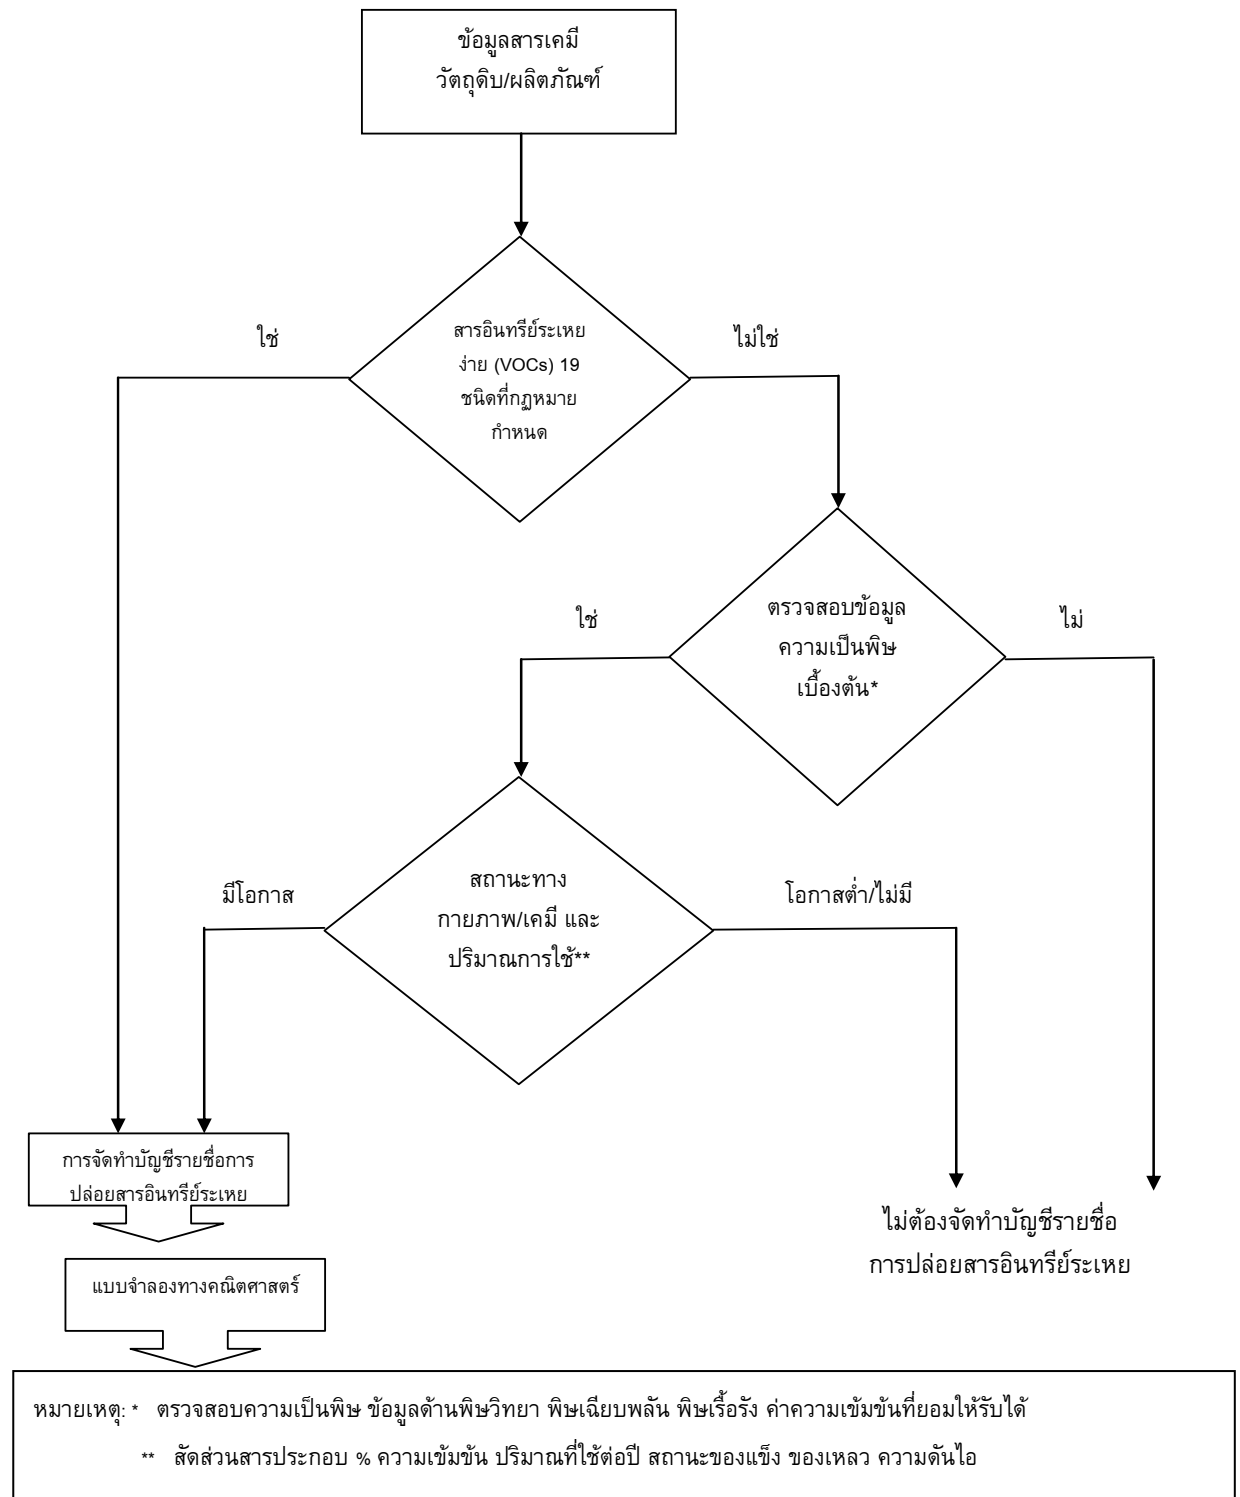 ข้อมูลสารเคมี
วัตถุดิบ/ผลิตภัณฑ์
ใช่
สารอินทรีย์ระเหย
ง่าย (VOCs) 19
ชนิดที่กฎหมาย
กำหนด
ไม่ใช่
ใช่
ตรวจสอบข้อมูล
ความเป็นพิษ
เบื้องต้น*
ไม่
มีโอกาส
สถานะทาง
กายภาพ/เคมี และ
ปริมาณการใช้**
โอกาสต่ำ/ไม่มี
การจัดทำบัญชีรายชื่อการ
ปล่อยสารอินทรีย์ระเหย
ไม่ต้องจัดทำบัญชีรายชื่อ
การปล่อยสารอินทรีย์ระเหย
แบบจำลองทางคณิตศาสตร์
หมายเหตุ: * ตรวจสอบความเป็นพิษ ข้อมูลด้านพิษวิทยา พิษเฉียบพลัน พิษเรื้อรัง ค่าความเข้มข้นที่ยอมให้รับได้
** สัดส่วนสารประกอบ % ความเข้มข้น ปริมาณที่ใช้ต่อปี สถานะของแข็ง ของเหลว ความดันไอ